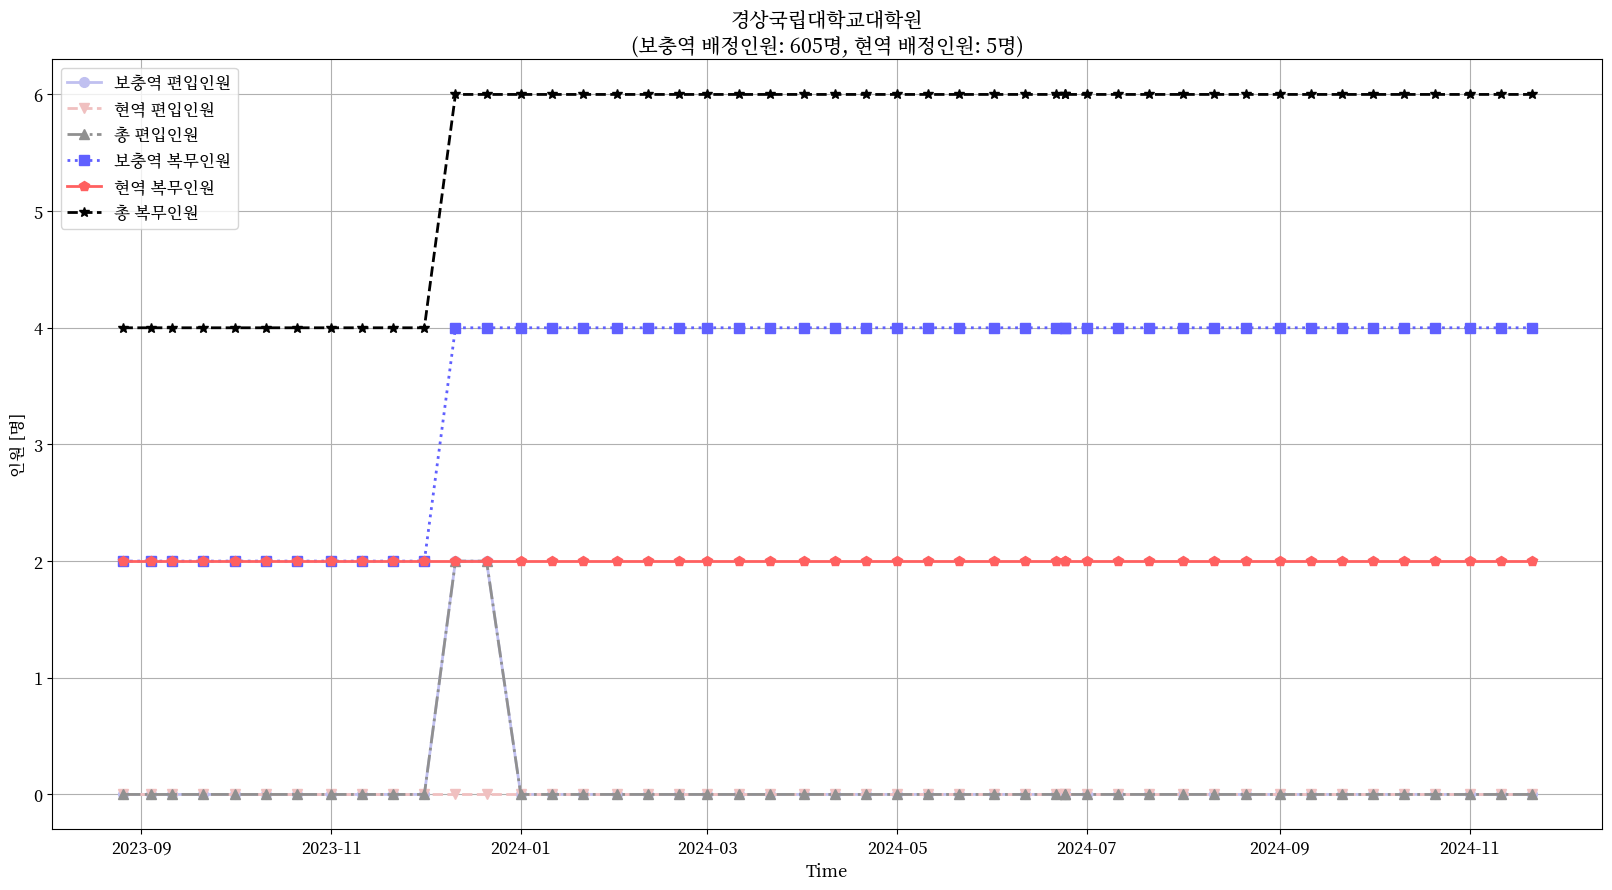 경상국립대학교대학원
(보충역 배정인원: 605명, 현역 배정인원: 5명)
보충역 편입인원
현역 편입인원
총 편입인원
보충역 복무인원
현역 복무인원
총 복무인원
6
5
4
3
2
1
0
인원 [명]
2023-09
2023-11
2024-01
2024-03
2024-05
2024-07
2024-09
2024-11
Time